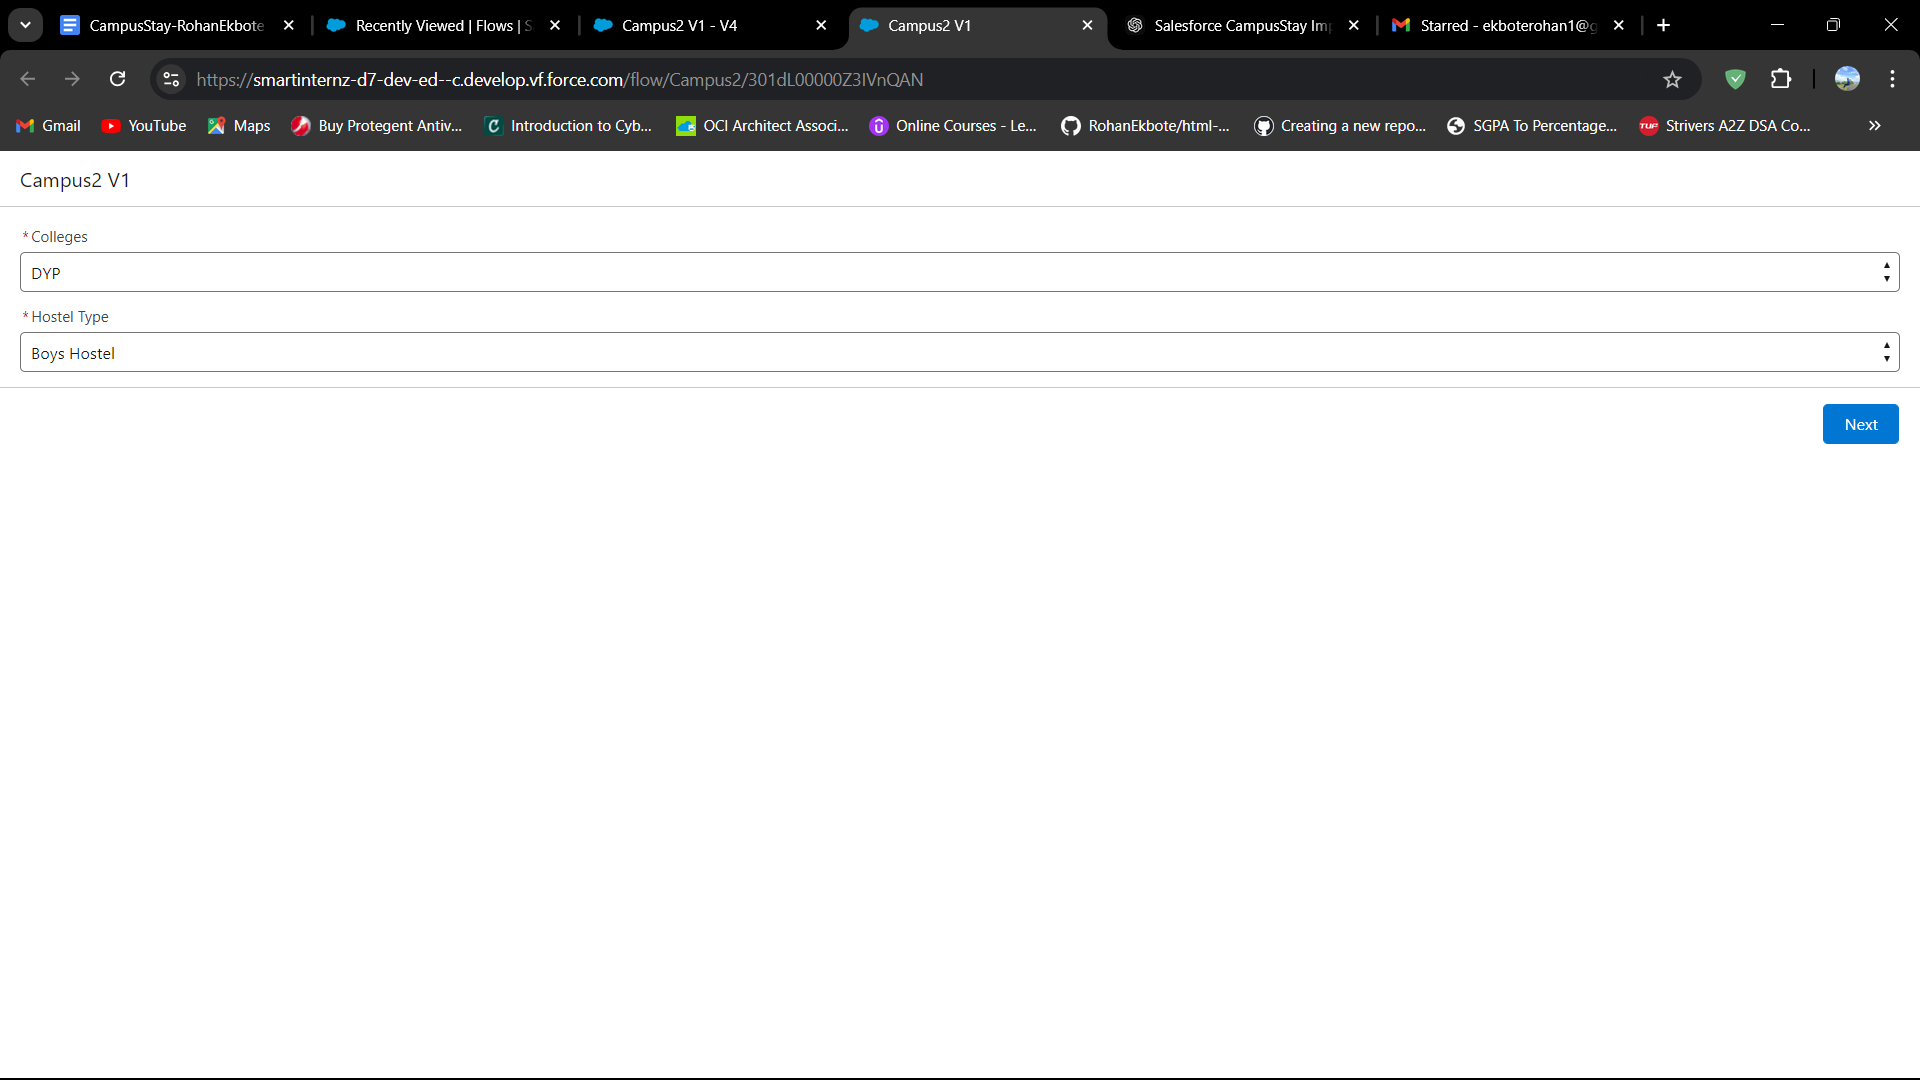 CampusStay-RohanEkbote
Recently Viewed | Flows | S
Campus2 V1 - V4
Campus2 V1
Salesforce CampusStay Im
Starred - ekboterohan1@g
https://smartinternz-d7-dev-ed--c.develop.vf.force.com/flow/Campus2/301dL00000Z3IVnQAN
Gmail
YouTube
Maps
Buy Protegent Antiv...
Introduction to Cyb...
OCI Architect Associ...
Online Courses - Le...
RohanEkbote/html-...
Creating a new repo...
SGPA To Percentage...
TUF
Strivers A2Z DSA Co...
Campus2 V1
*Colleges
DYP
*Hostel Type
Boys Hostel
Next